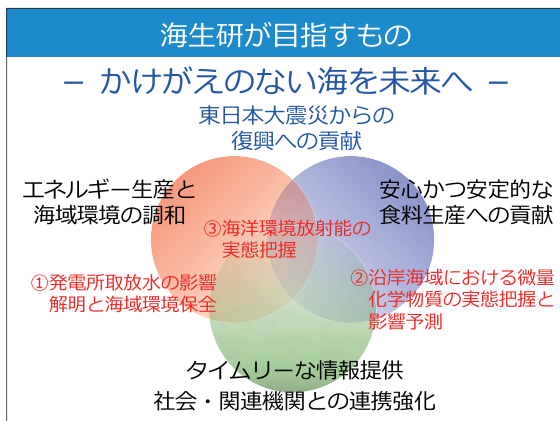 海生研が目指すもの
－ かけがえのない海を未来へ －
東日本大震災からの
復興への貢献
エネルギー生産と
海域環境の調和
安心かつ安定的な
食料生産への貢献
③海洋環境放射能の
実態把握
①発電所取放水の影響
解明と海域環境保全
②沿岸海域における微量
化学物質の実態把握と
影響予測
タイムリーな情報提供
社会・関連機関との連携強化